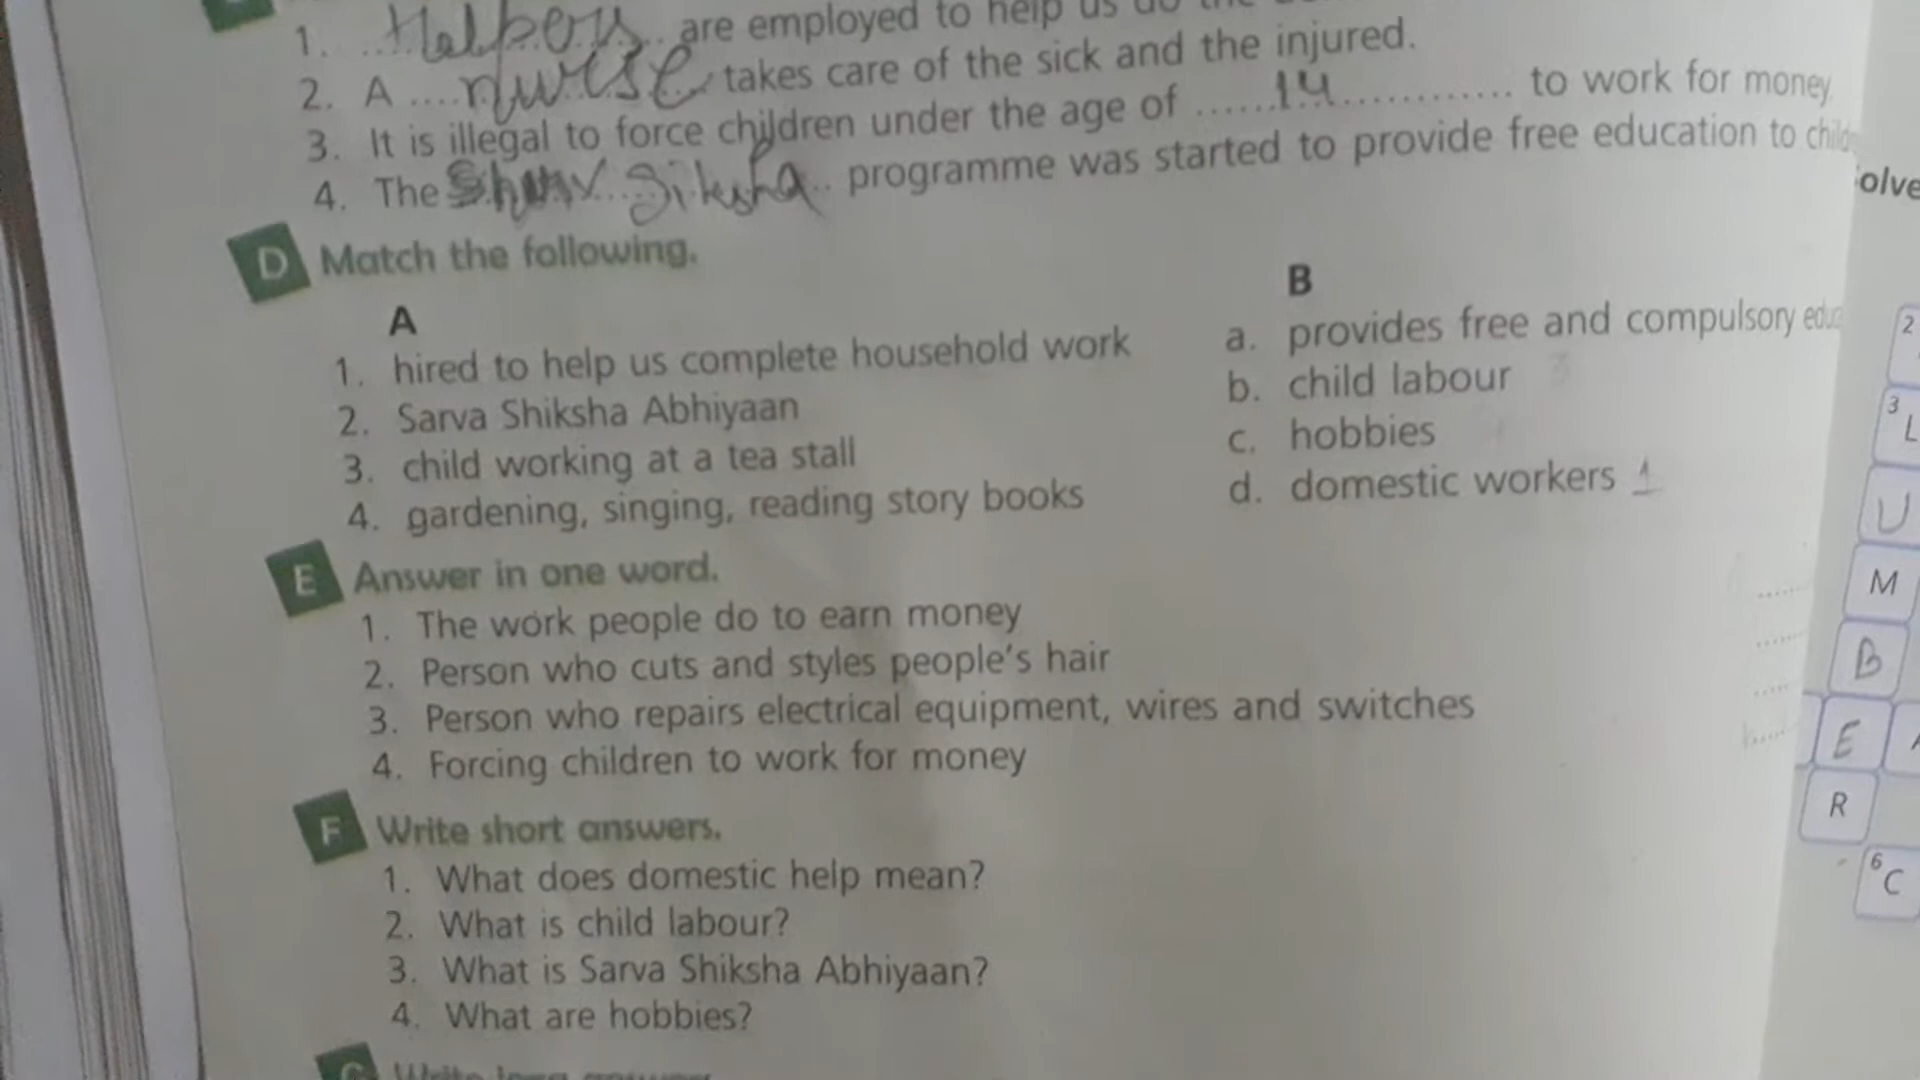 1. Helpers are employed to help us do the
2. A ....nurse takes care of the sick and the injured.
3. It is illegal to force children under the age of ......14............ to work for money
4. The Siksha.. programme was started to provide free education to
olve
D Match the following.
A B
1. hired to help us complete household work a. provides free and compulsory
2. Sarva Shiksha Abhiyaan b. child labour 3
3. child working at a tea stall c. hobbies
4. gardening, singing, reading story books d. domestic workers 1
E Answer in one word.
1. The work people do to earn money
2. Person who cuts and styles people's hair
3. Person who repairs electrical equipment, wires and switches
4. Forcing children to work for money
F Write short answers.
1. What does domestic help mean?
2. What is child labour?
3. What is Sarva Shiksha Abhiyaan?
4. What are hobbies?
2
3 L
U
M
B
E
R
6 C